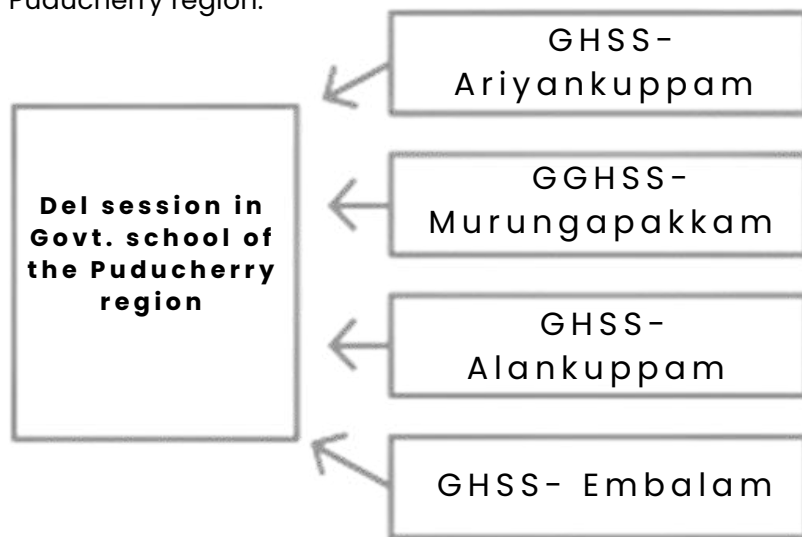 Puducherry region.
Del session in
Govt. school of
the Puducherry
region
GHSS-
Ariyankuppam
GGHSS-
Murungapakkam
GHSS-
Alankuppam
GHSS- Embalam